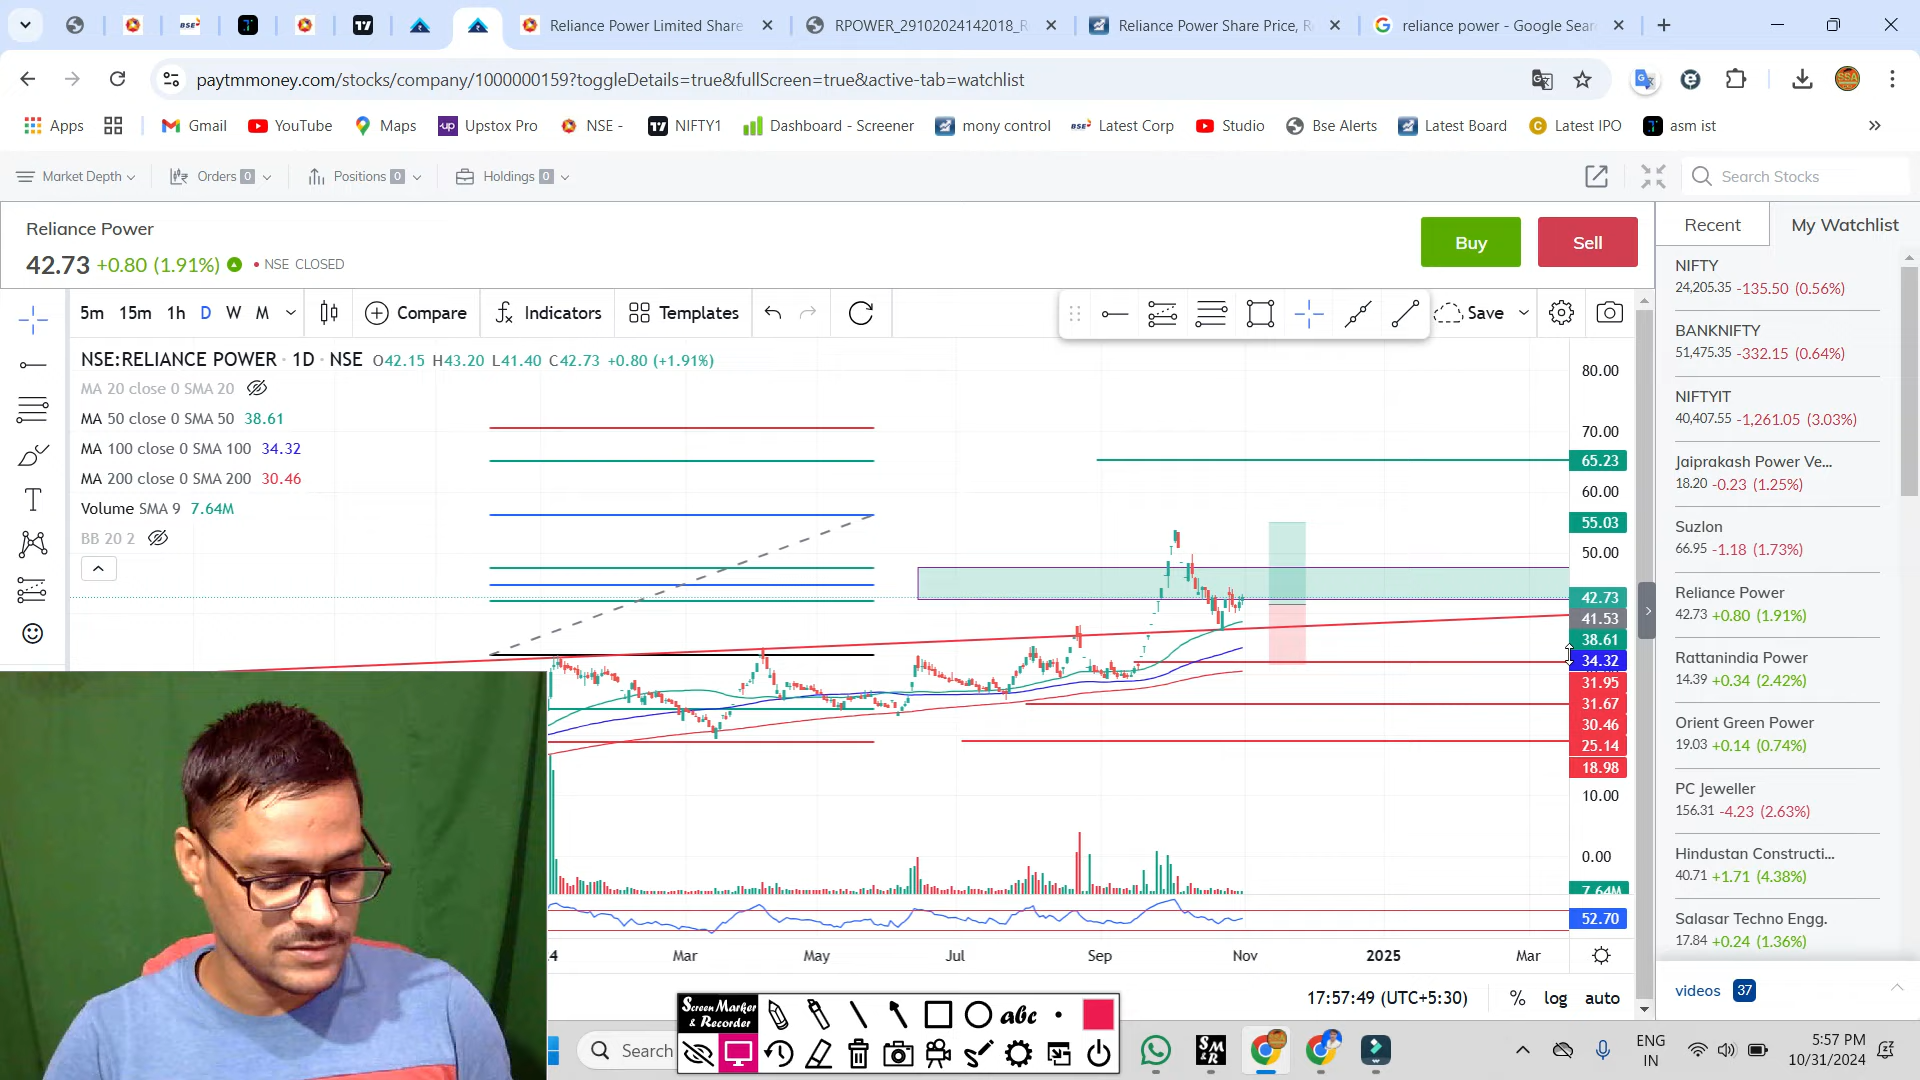 Reliance Power Limited Share
RPOWER_29102024142018_R
Reliance Power Share Price, R
reliance power - Google Sear
paytmmoney.com/stocks/company/1000000159?toggleDetails=true&fullScreen=true&active-tab=watchlist
Apps
Gmail
YouTube
Maps
Upstox Pro
NSE -
NIFTY1
Dashboard - Screener
mony control
Latest Corp
Studio
Bse Alerts
Latest Board
Latest IPO
asm ist
Market Depth
Orders 0
Positions 0
Holdings 0
Search Stocks
Reliance Power
42.73 +0.80 (1.91%) • NSE CLOSED
Buy
Sell
Recent
My Watchlist
5m 15m 1h D W M
Compare
Indicators
Templates
Save
NSE:RELIANCE POWER · 1D · NSE O42.15 H43.20 L41.40 C42.73 +0.80 (+1.91%)
MA 20 close 0 SMA 20
MA 50 close 0 SMA 50 38.61
MA 100 close 0 SMA 100 34.32
MA 200 close 0 SMA 200 30.46
Volume SMA 9 7.64M
BB 20 2
80.00
70.00
65.23
60.00
55.03
50.00
42.73
41.53
38.61
34.32
31.95
31.67
30.46
25.14
18.98
10.00
0.00
7.64M
52.70
Mar
May
Jul
Sep
Nov
2025
Mar
17:57:49 (UTC+5:30)
%
log
auto
NIFTY
24,205.35 -135.50 (0.56%)
BANKNIFTY
51,475.35 -332.15 (0.64%)
NIFTYIT
40,407.55 -1,261.05 (3.03%)
Jaiprakash Power Ve...
18.20 -0.23 (1.25%)
Suzlon
66.95 -1.18 (1.73%)
Reliance Power
42.73 +0.80 (1.91%)
Rattanindia Power
14.39 +0.34 (2.42%)
Orient Green Power
19.03 +0.14 (0.74%)
PC Jeweller
156.31 -4.23 (2.63%)
Hindustan Constructi...
40.71 +1.71 (4.38%)
Salasar Techno Engg.
17.84 +0.24 (1.36%)
videos 37
Screen Marker
& Recorder
abc
Search
SM
&R
ENG
IN
5:57 PM
10/31/2024